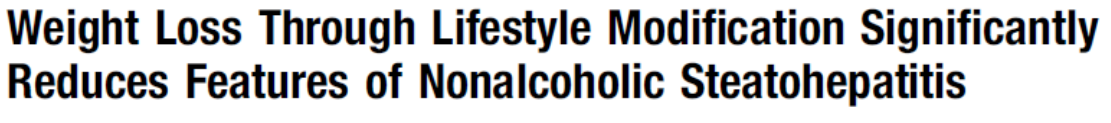 Weight Loss Through Lifestyle Modification Significantly
Reduces Features of Nonalcoholic Steatohepatitis